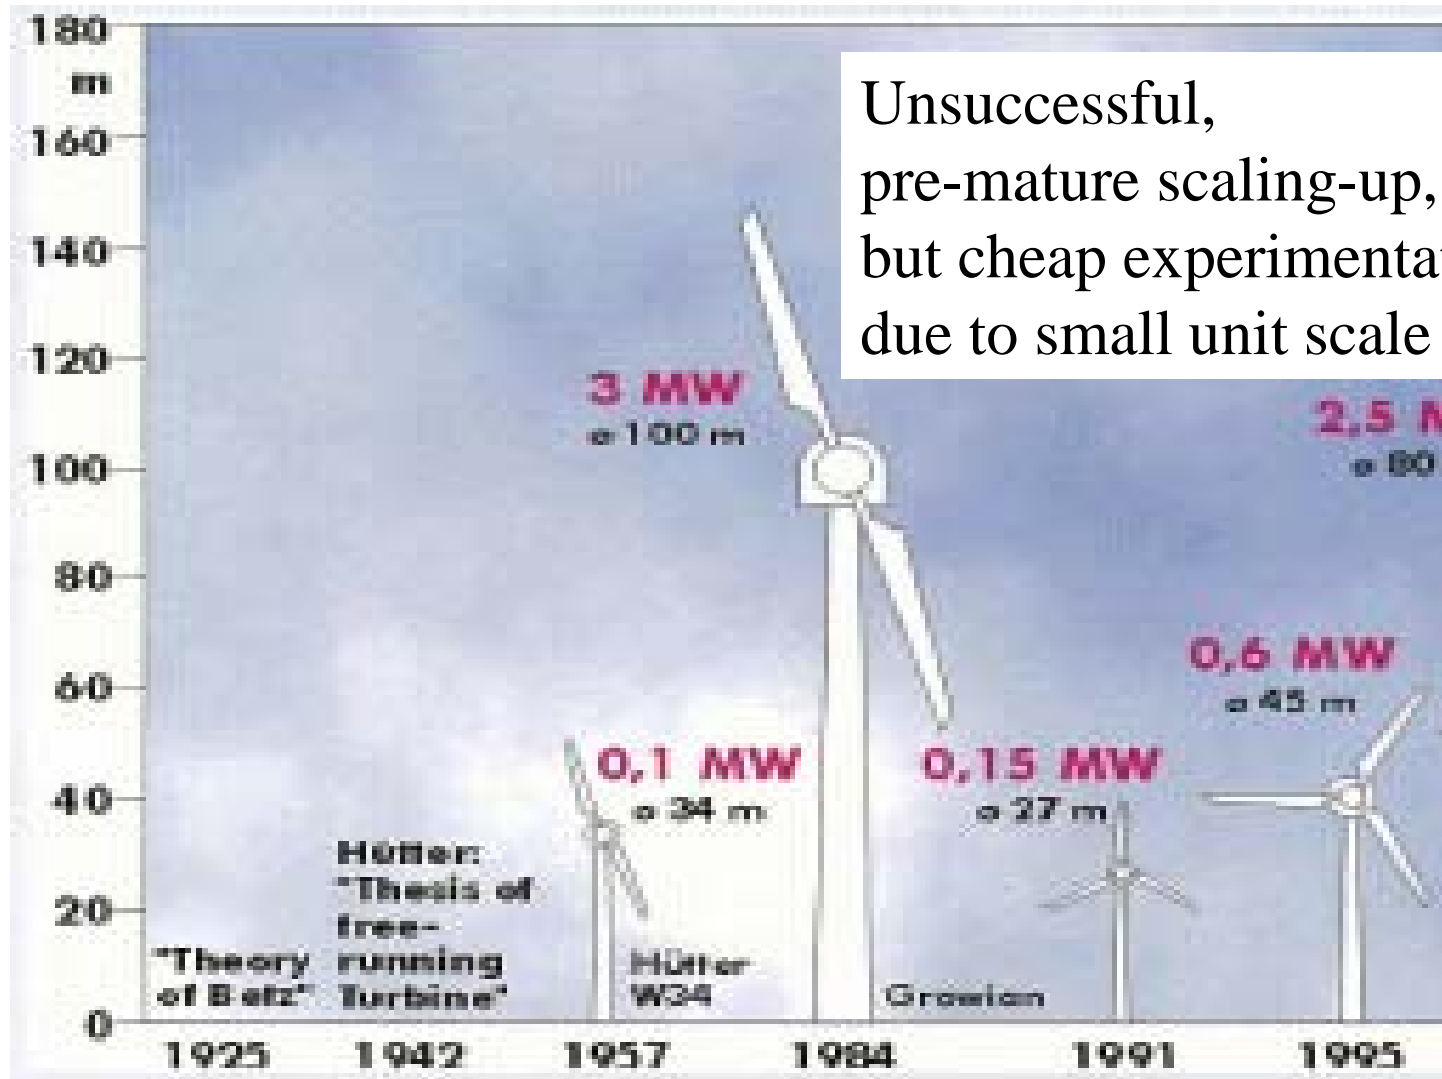 180
m
160
140
120
100
80
60
40
20
0
Unsuccessful,
pre-mature scaling-up,
but cheap experimenta
due to small unit scale
3 MW
ø 100 m
2,5 M
ø 80
0,6 MW
ø 45 m
0,1 MW
ø 34 m
0,15 MW
ø 27 m
Hütter:
"Thesis of
free-
running
Turbine"
"Theory
of Betz"
Hütter
W34
Growian
1925 1942 1957 1984 1991 1995